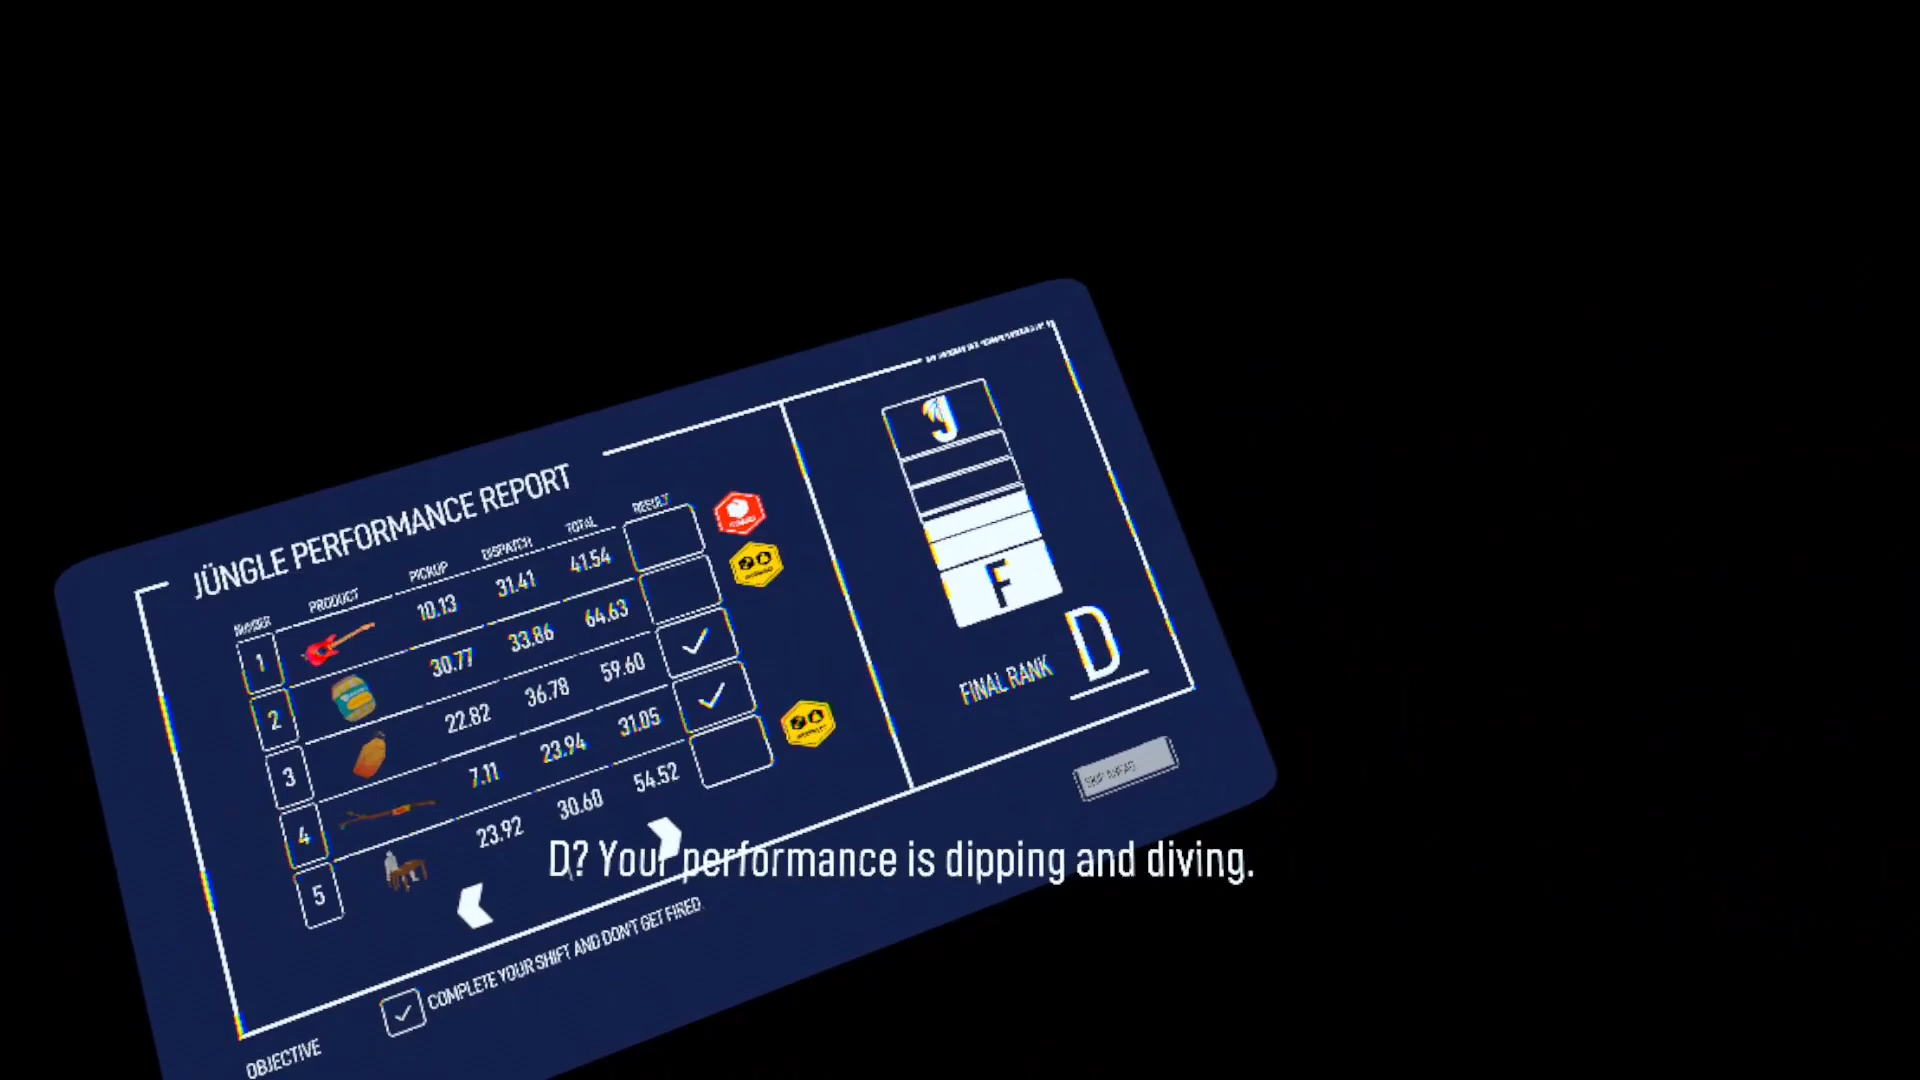 JÜNGLE PERFORMANCE REPORT
NUMBER PRODUCT PICKUP DISPATCH TOTAL RESULT
1 10.13 31.41 41.54
2 30.77 33.86 64.63
3 22.82 36.78 59.60
4 7.11 23.94 31.05
5 23.92 30.60 54.52
J
F
FINAL RANK D
SKIP AHEAD
D? Your performance is dipping and diving.
OBJECTIVE
COMPLETE YOUR SHIFT AND DON'T GET FIRED.